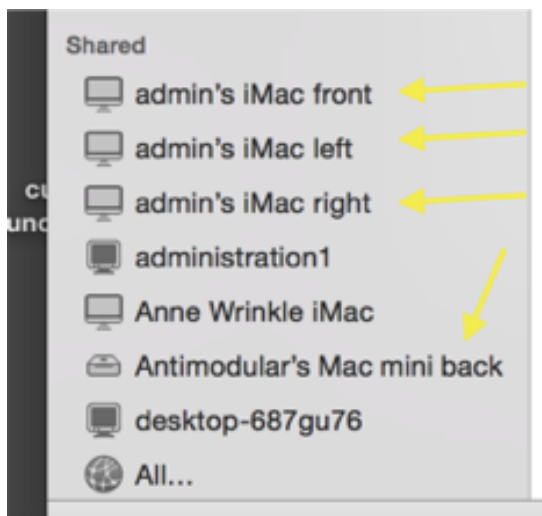 Shared
admin's iMac front
admin's iMac left
admin's iMac right
administration1
Anne Wrinkle iMac
Antimodular's Mac mini back
desktop-687gu76
All...